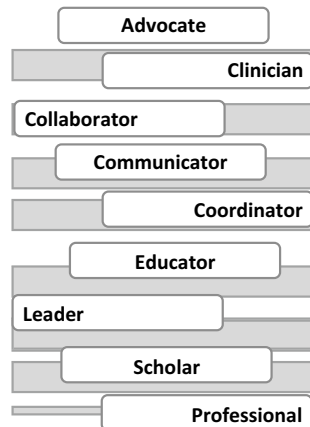 Advocate
Clinician
Collaborator
Communicator
Coordinator
Educator
Leader
Scholar
Professional